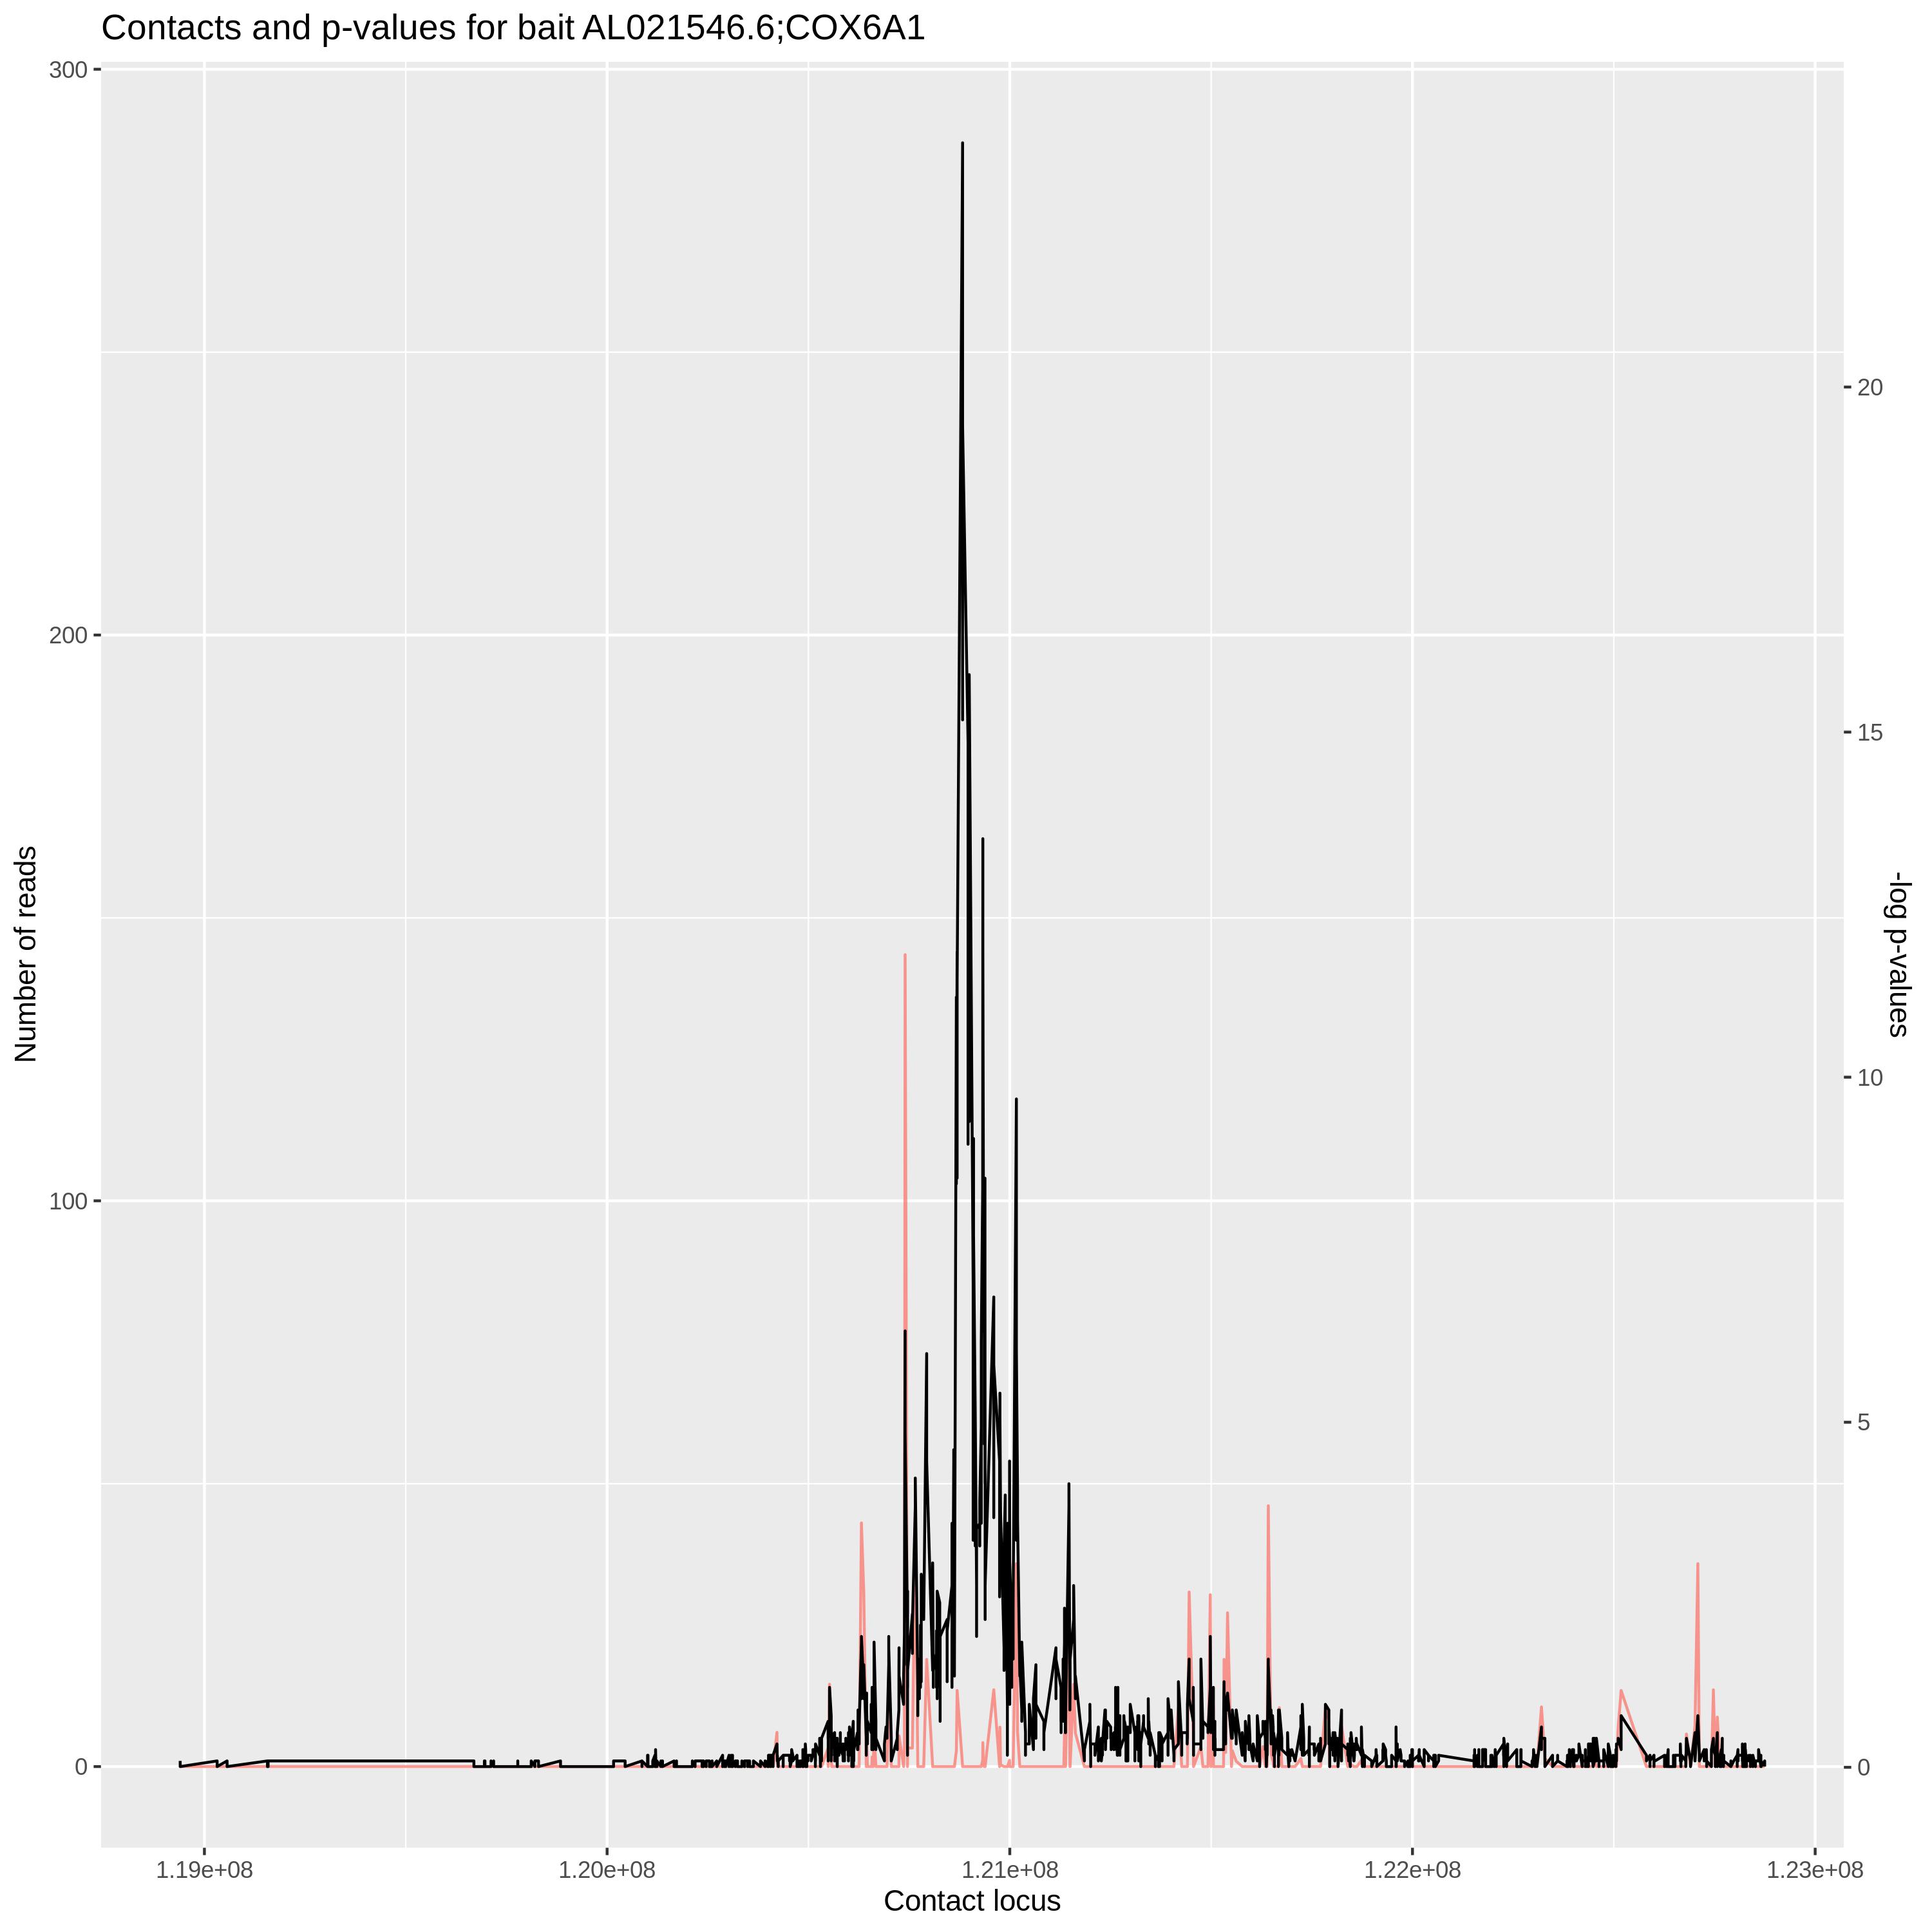 Contacts and p-values for bait AL021546.6;COX6A1
300
200
100
0
Number of reads
20
15
10
5
0
-log p-values
1.19e+08
1.20e+08
1.21e+08
1.22e+08
1.23e+08
Contact locus